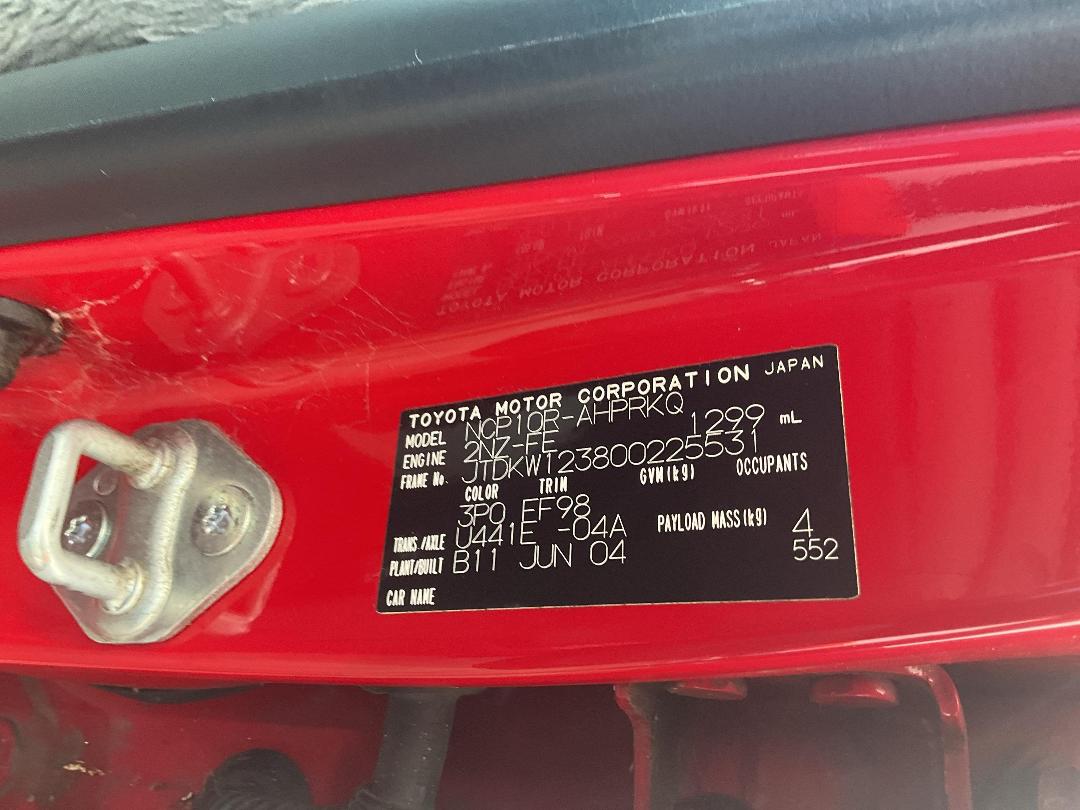 TOYOTA MOTOR CORPORATION JAPAN
MODEL NCP10R-AHPRKQ
ENGINE 2NZ-FE 1299 mL
FRAME No. JTDKW123800225531
COLOR TRIM GVM(kg) OCCUPANTS
3P0 EF98
TRANS./AXLE U441E -04A PAYLOAD MASS(kg) 4
PLANT/BUILT B11 JUN 04 552
CAR NAME